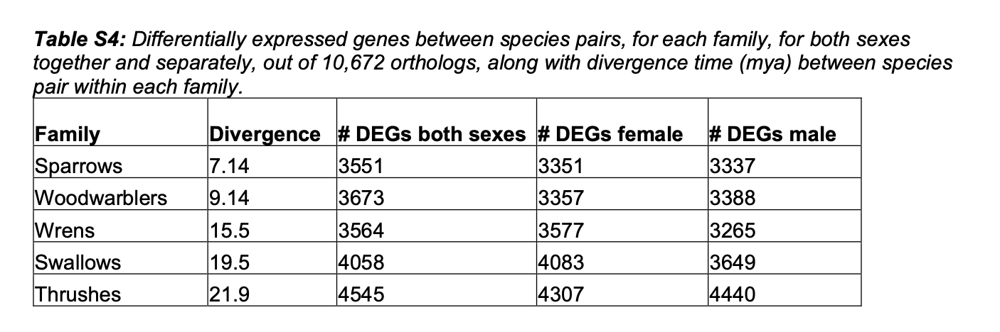 Table S4: Differentially expressed genes between species pairs, for each family, for both sexes
together and separately, out of 10,672 orthologs, along with divergence time (mya) between species
pair within each family.
Family Divergence # DEGs both sexes # DEGs female # DEGs male
Sparrows 7.14 3551 3351 3337
Woodwarblers 9.14 3673 3357 3388
Wrens 15.5 3564 3577 3265
Swallows 19.5 4058 4083 3649
Thrushes 21.9 4545 4307 4440